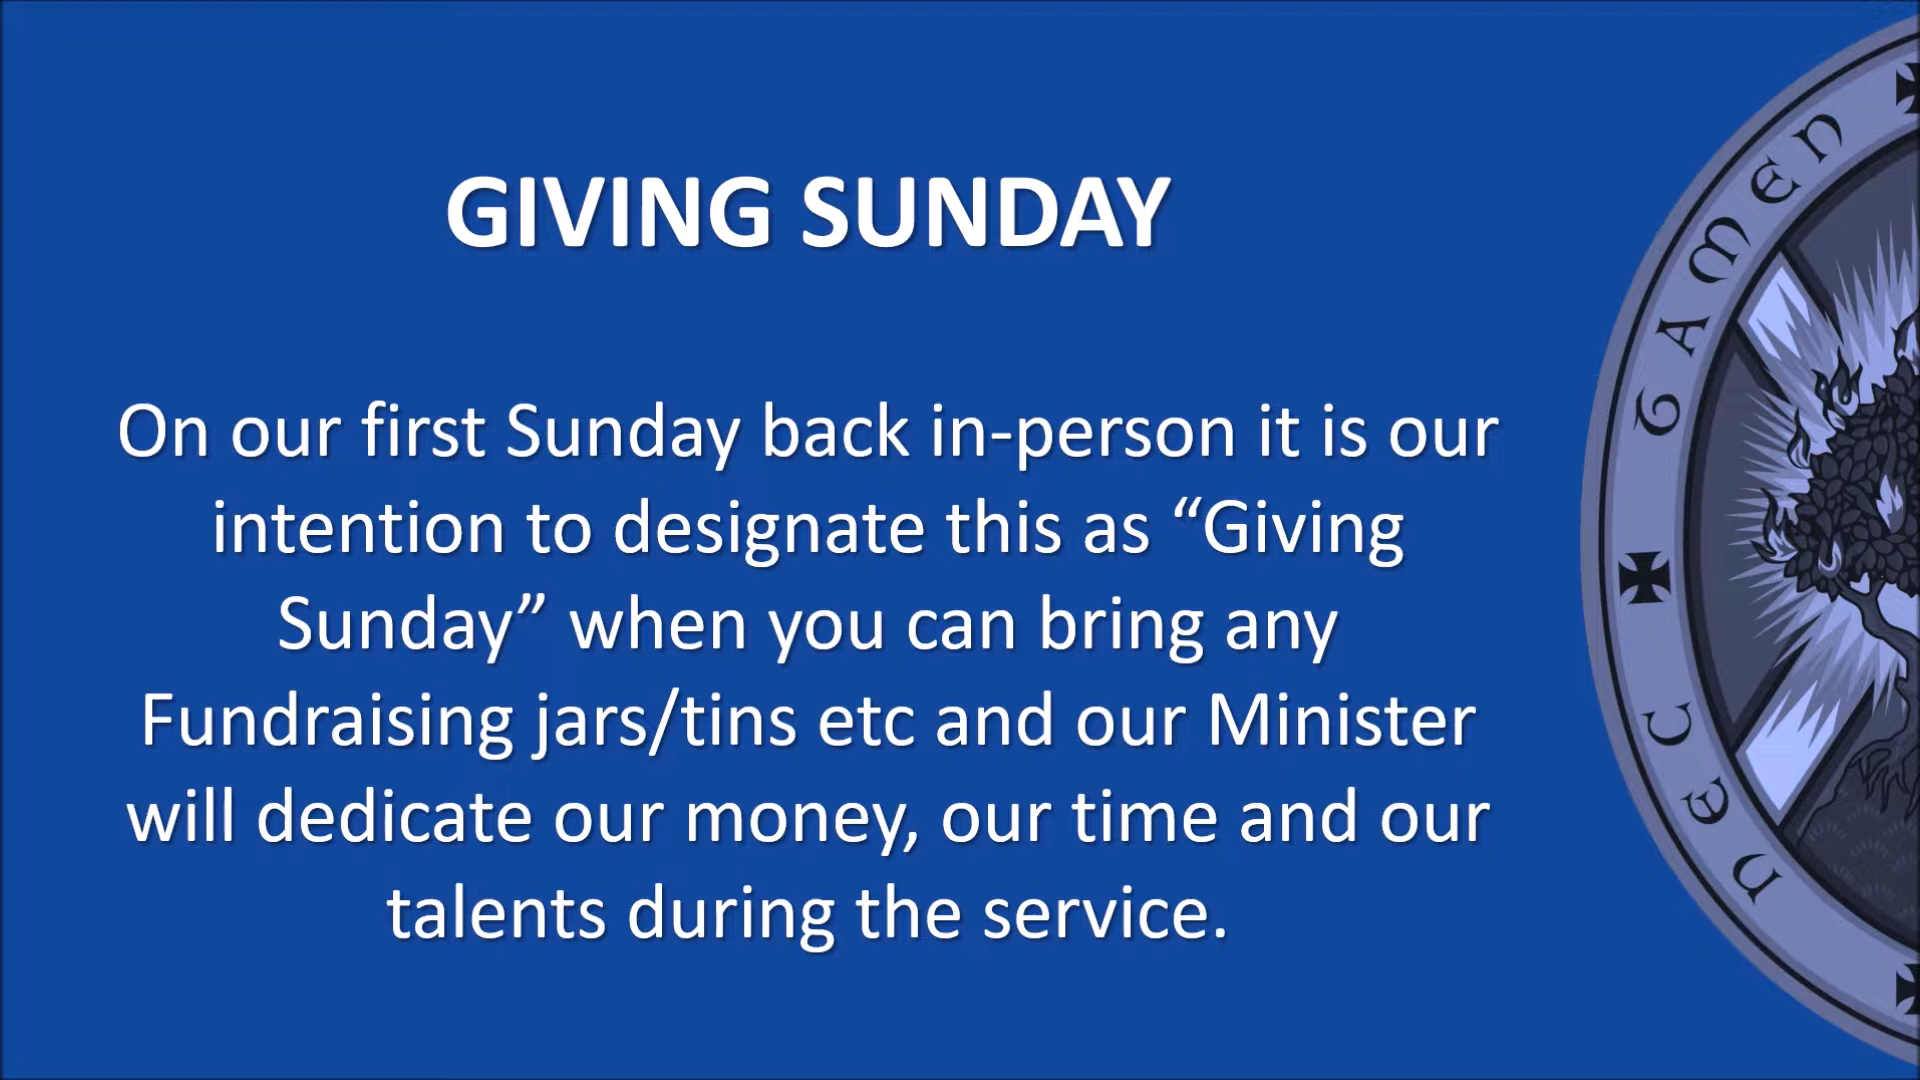 GIVING SUNDAY
On our first Sunday back in-person it is our
intention to designate this as “Giving
Sunday” when you can bring any
Fundraising jars/tins etc and our Minister
will dedicate our money, our time and our
talents during the service.
NEC